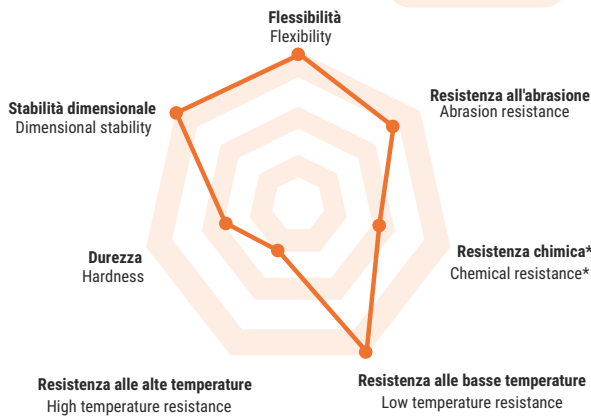 Flessibilità
Flexibility
Resistenza all'abrasione
Abrasion resistance
Stabilità dimensionale
Dimensional stability
Resistenza chimica*
Chemical resistance*
Durezza
Hardness
Resistenza alle basse temperature
Low temperature resistance
Resistenza alle alte temperature
High temperature resistance